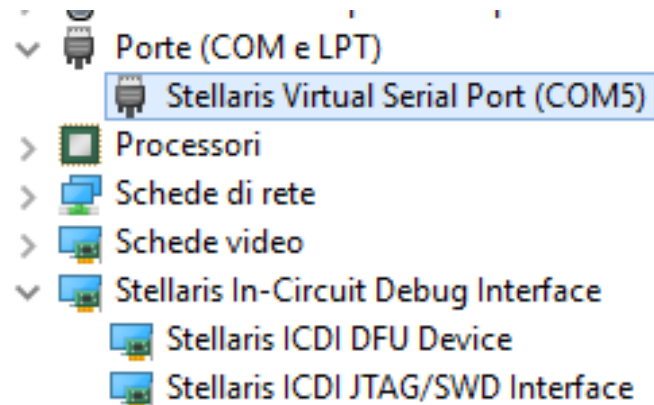 Porte (COM e LPT)
Stellaris Virtual Serial Port (COM5)
Processori
Schede di rete
Schede video
Stellaris In-Circuit Debug Interface
Stellaris ICDI DFU Device
Stellaris ICDI JTAG/SWD Interface